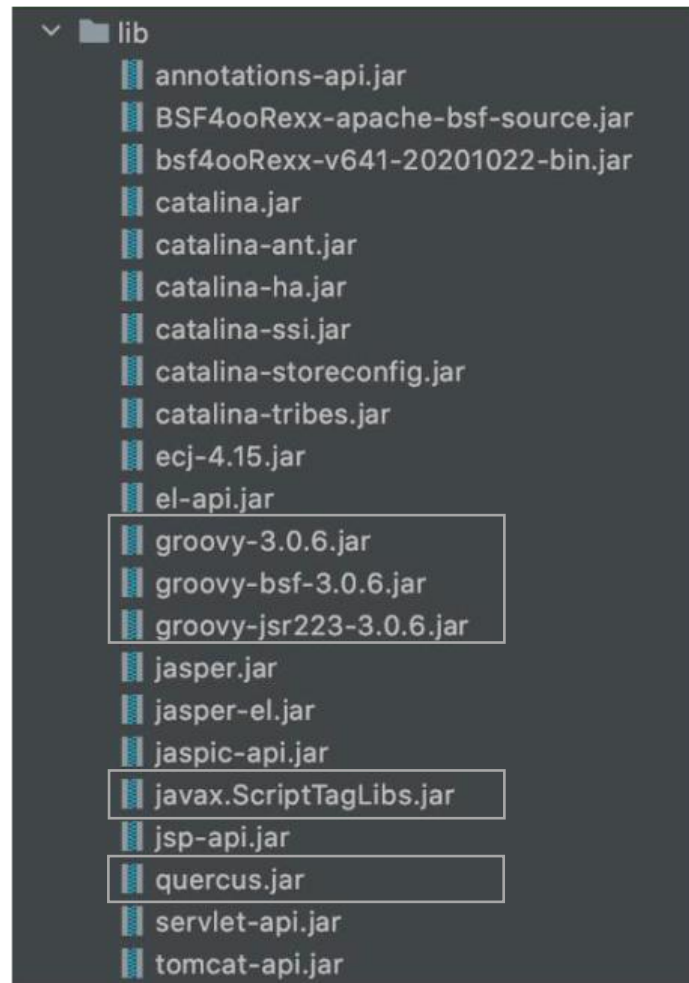 lib
annotations-api.jar
BSF4ooRexx-apache-bsf-source.jar
bsf4ooRexx-v641-20201022-bin.jar
catalina.jar
catalina-ant.jar
catalina-ha.jar
catalina-ssi.jar
catalina-storeconfig.jar
catalina-tribes.jar
ecj-4.15.jar
el-api.jar
groovy-3.0.6.jar
groovy-bsf-3.0.6.jar
groovy-jsr223-3.0.6.jar
jasper.jar
jasper-el.jar
jaspic-api.jar
javax.ScriptTagLibs.jar
jsp-api.jar
quercus.jar
servlet-api.jar
tomcat-api.jar